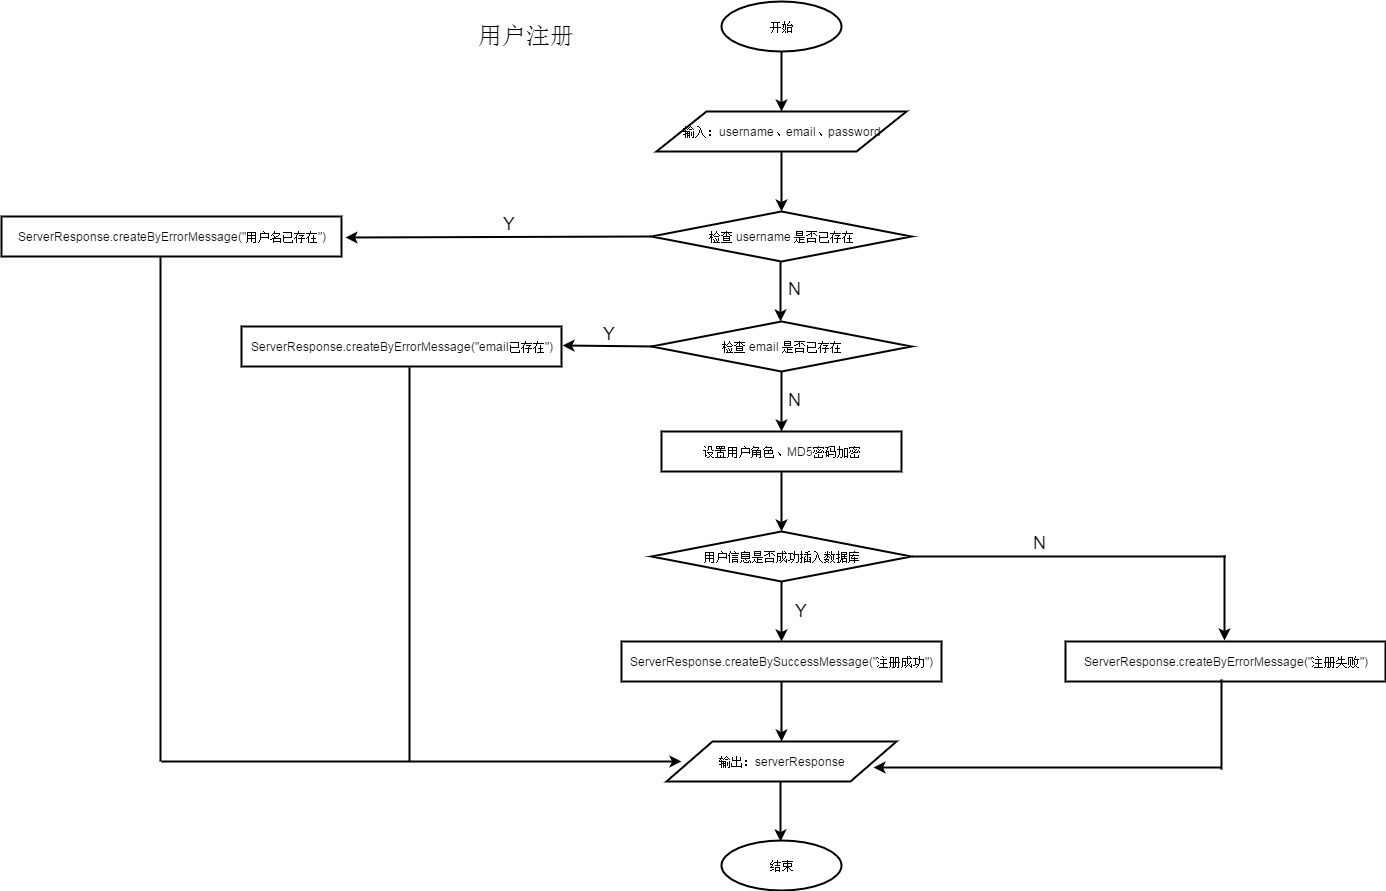 用户注册
开始
输入：username、email、password
检查 username 是否已存在
Y
ServerResponse.createByErrorMessage("用户名已存在")
N
检查 email 是否已存在
Y
ServerResponse.createByErrorMessage("email已存在")
N
设置用户角色、MD5密码加密
用户信息是否成功插入数据库
N
Y
ServerResponse.createBySuccessMessage("注册成功")
ServerResponse.createByErrorMessage("注册失败")
输出：serverResponse
结束